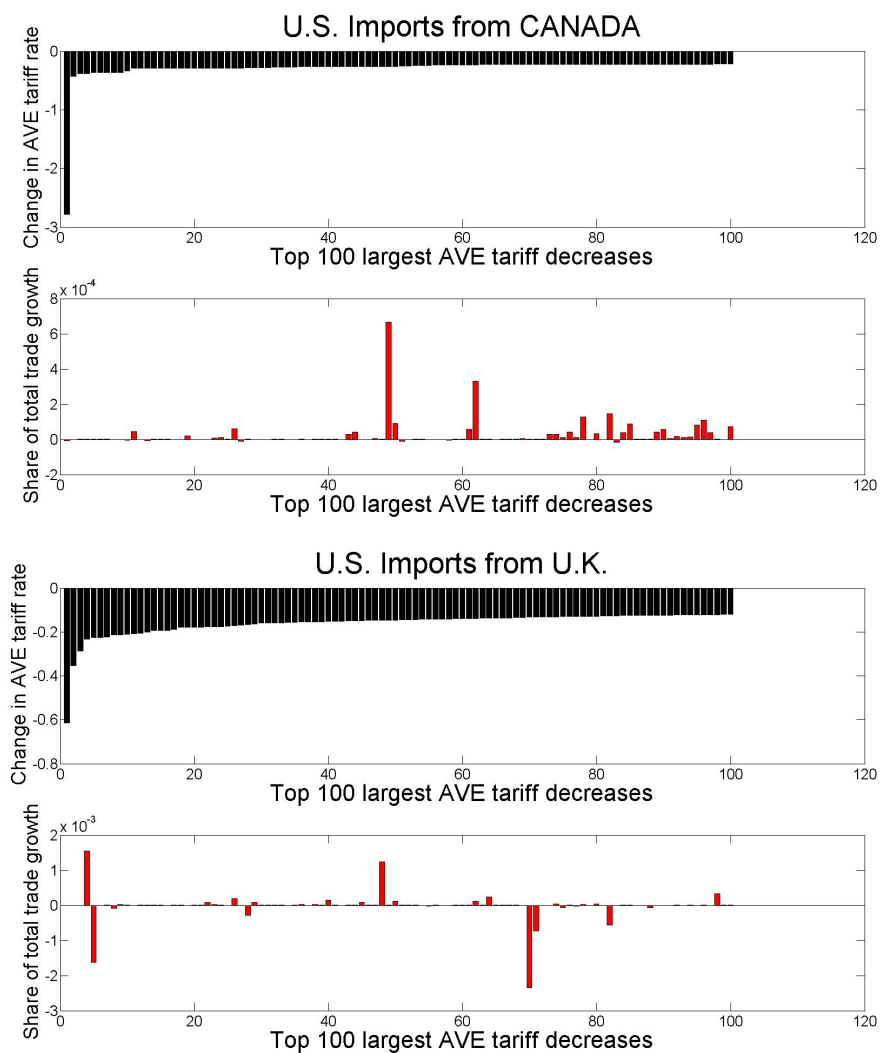 U.S. Imports from CANADA
Change in AVE tariff rate
0
-1
-2
-3
0 20 40 60 80 100 120
Top 100 largest AVE tariff decreases
x 10-4
Share of total trade growth
8
6
4
2
0
-2
0 20 40 60 80 100 120
Top 100 largest AVE tariff decreases
U.S. Imports from U.K.
Change in AVE tariff rate
0
-0.2
-0.4
-0.6
-0.8
0 20 40 60 80 100 120
Top 100 largest AVE tariff decreases
x 10-3
Share of total trade growth
2
1
0
-1
-2
-3
0 20 40 60 80 100 120
Top 100 largest AVE tariff decreases